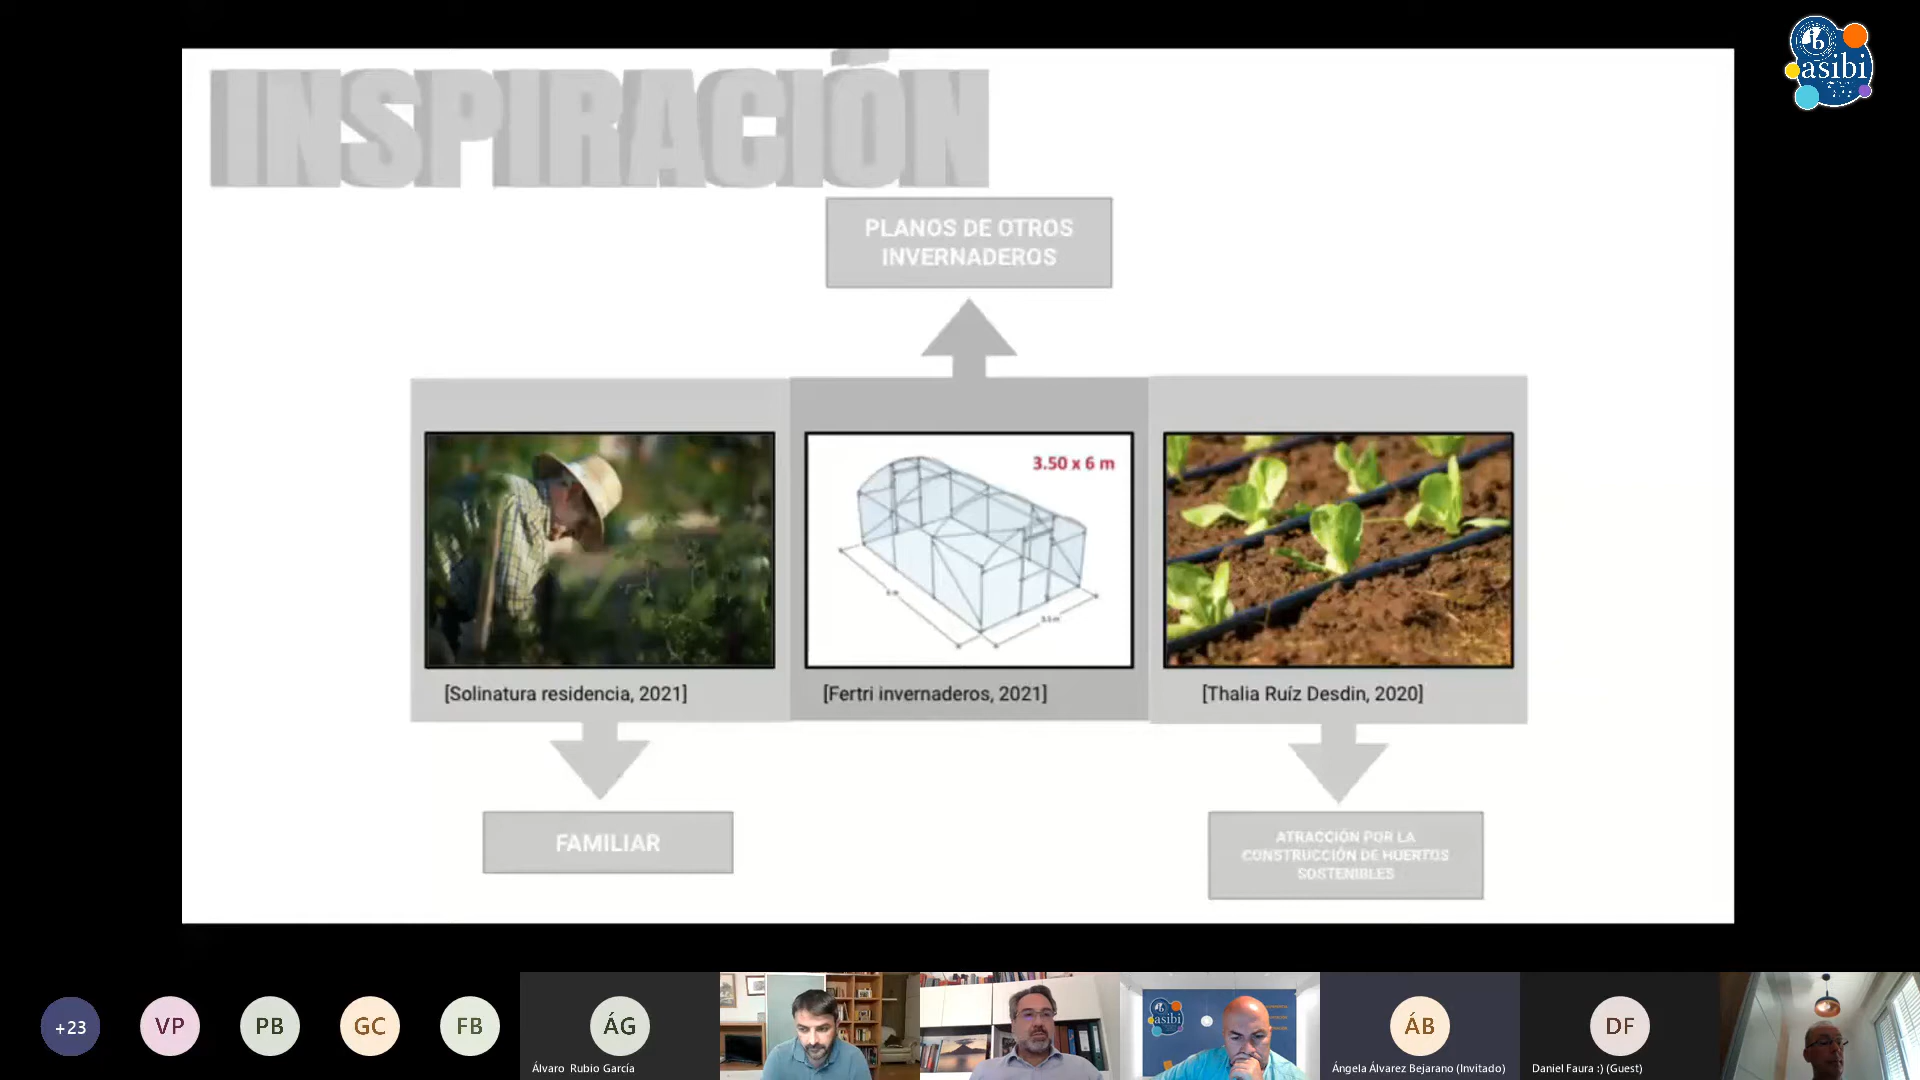 INSPIRACIÓN
asibi
PLANOS DE OTROS
INVERNADEROS
3.50 x 6 m
[Solinatura residencia, 2021]
[Fertri invernaderos, 2021]
[Thalia Ruíz Desdin, 2020]
FAMILIAR
ATRACCIÓN POR LA
CONSTRUCCIÓN DE HUERTOS
SOSTENIBLES
+23
VP
PB
GC
FB
ÁG
Álvaro Rubio García
asibi
ÁB
Ángela Álvarez Bejarano (Invitado)
DF
Daniel Faura :) (Guest)